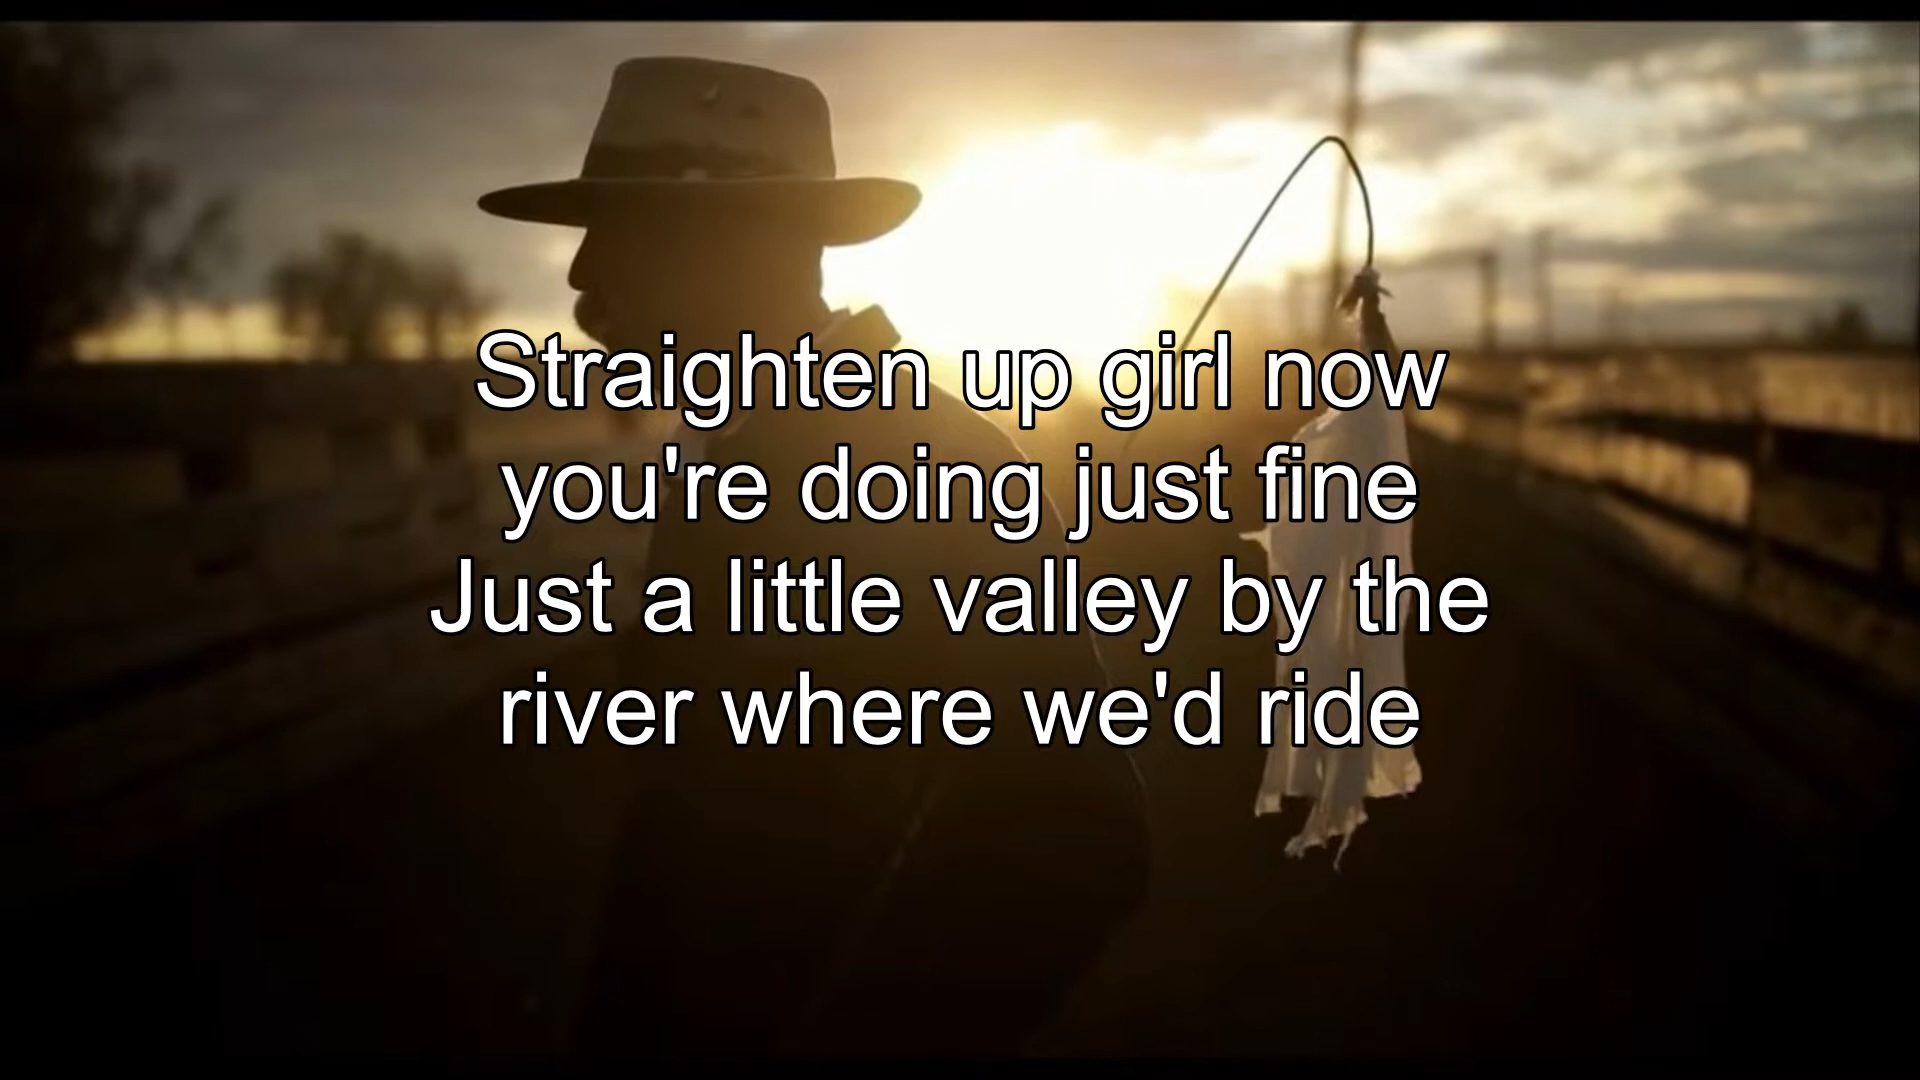 Straighten up girl now
you're doing just fine
Just a little valley by the
river where we'd ride